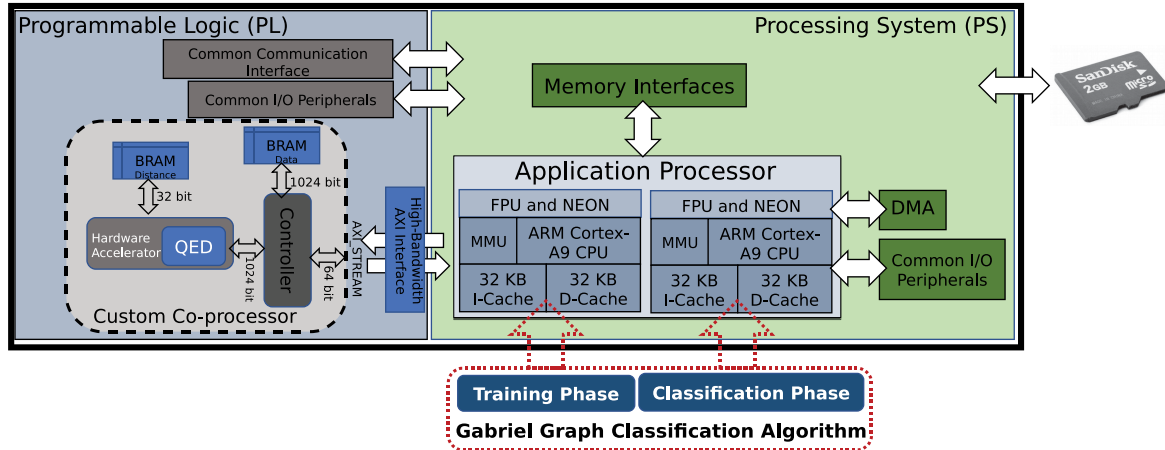 Programmable Logic (PL)
Processing System (PS)
Common Communication
Interface
Common I/O Peripherals
Memory Interfaces
SanDisk
2GB
micro
BRAM
Distance
BRAM
Data
32 bit
1024 bit
Hardware
Accelerator
QED
1024 bit
Controller
64 bit
AXI_STREAM
High-Bandwidth
AXI Interface
Custom Co-processor
Application Processor
FPU and NEON
MMU
ARM Cortex-
A9 CPU
32 KB
I-Cache
32 KB
D-Cache
FPU and NEON
MMU
ARM Cortex-
A9 CPU
32 KB
I-Cache
32 KB
D-Cache
DMA
Common I/O
Peripherals
Training Phase
Classification Phase
Gabriel Graph Classification Algorithm